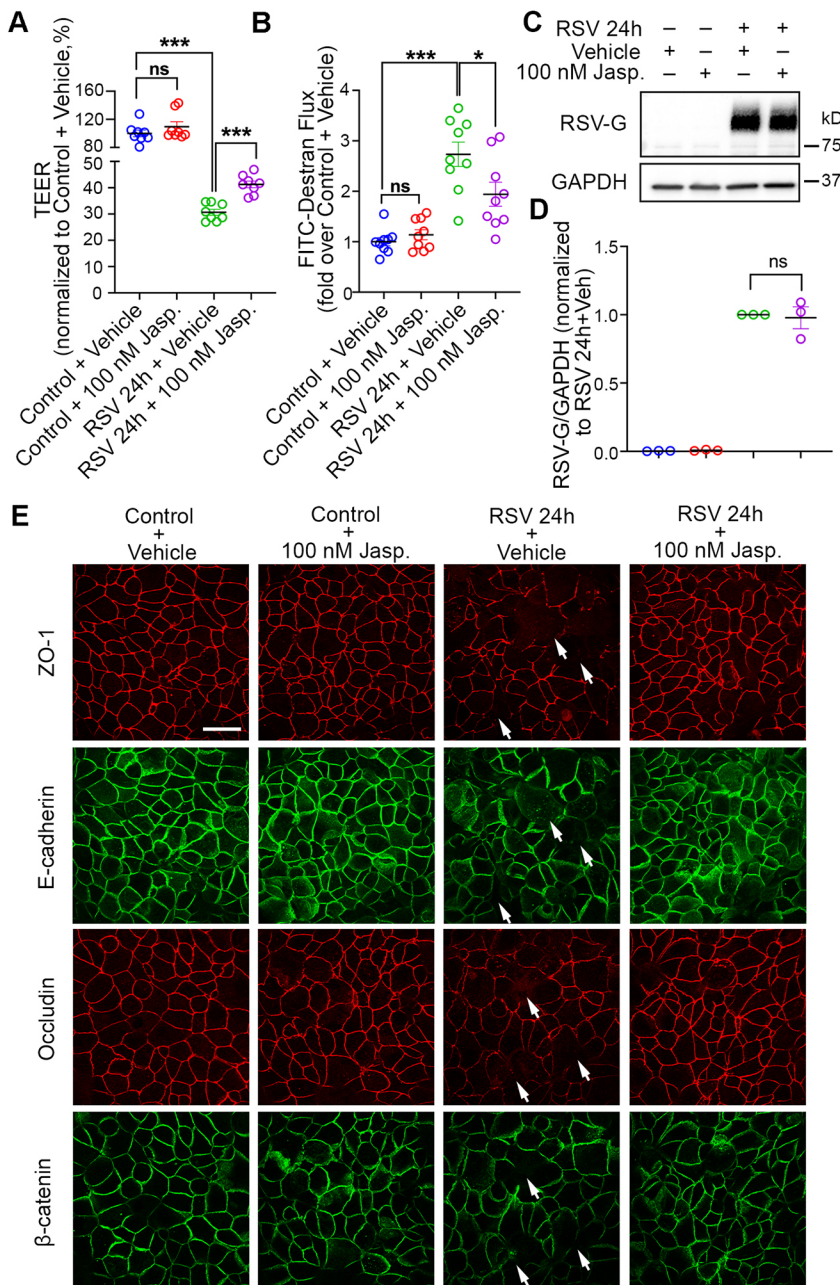 A
TEER
(normalized to Control + Vehicle,%)
160
120
80
50
40
30
20
10
0
***
ns
***
Control + Vehicle
Control + 100 nM Jasp.
RSV 24h + Vehicle
RSV 24h + 100 nM Jasp.
B
FITC-Destran Flux
(fold over Control + Vehicle)
4
3
2
1
0
***
*
ns
Control + Vehicle
Control + 100 nM Jasp.
RSV 24h + Vehicle
RSV 24h + 100 nM Jasp.
C
RSV 24h − − + +
Vehicle + − + −
100 nM Jasp. − + − +
RSV-G
kD
75
GAPDH
37
D
RSV-G/GAPDH (normalized
to RSV 24h+Veh)
1.5
1.0
0.5
0.0
ns
E
Control
+
Vehicle
Control
+
100 nM Jasp.
RSV 24h
+
Vehicle
RSV 24h
+
100 nM Jasp.
ZO-1
E-cadherin
Occludin
β-catenin